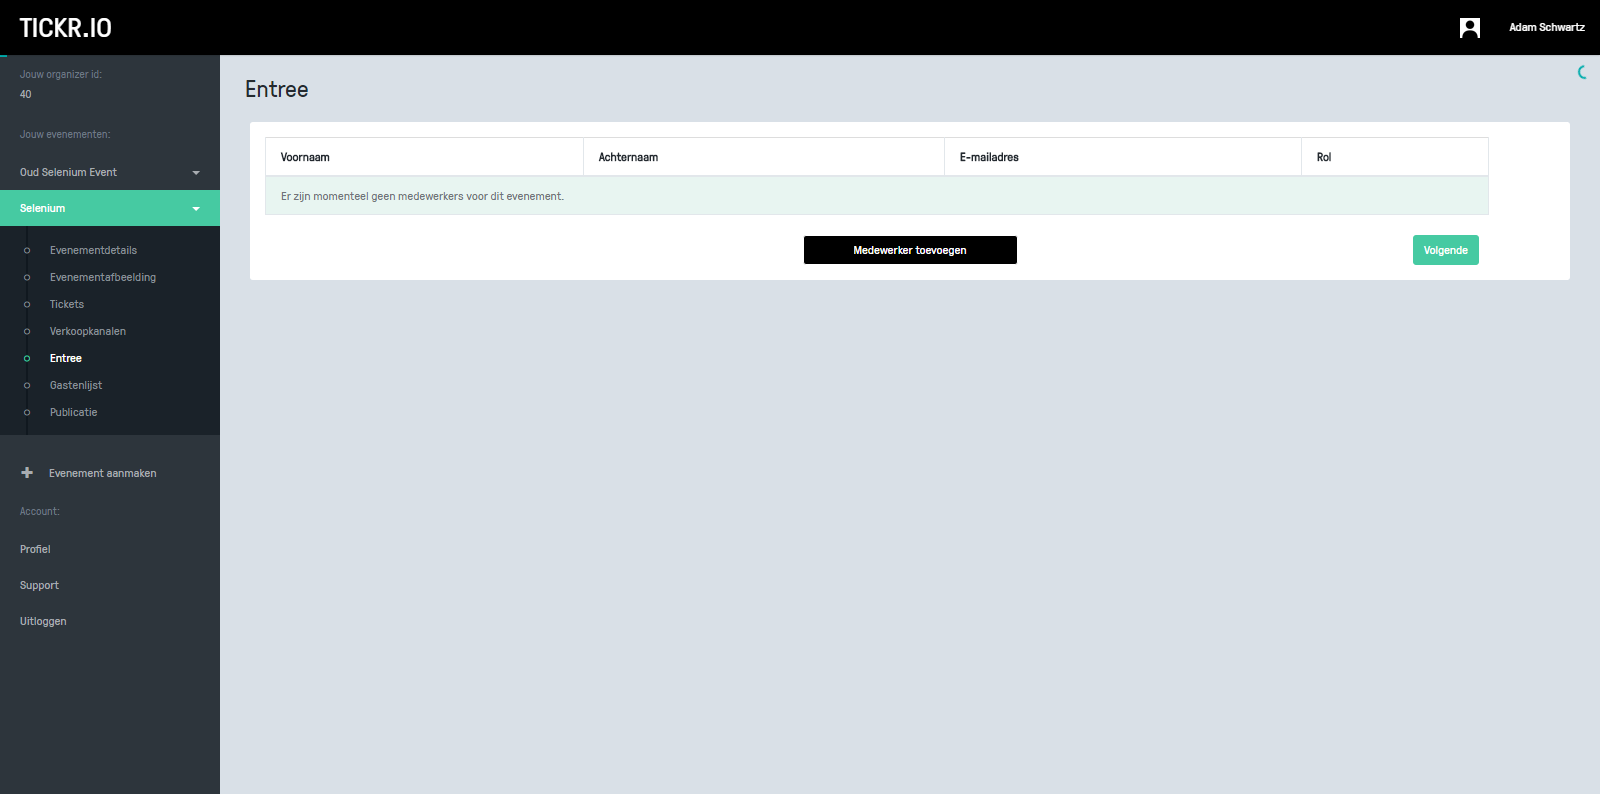 TICKR.IO
Adam Schwartz
Jouw organizer id:
40
Jouw evenementen:
Oud Selenium Event
Selenium
Evenementdetails
Evenementafbeelding
Tickets
Verkoopkanalen
Entree
Gastenlijst
Publicatie
Evenement aanmaken
Account:
Profiel
Support
Uitloggen
Entree
Voornaam Achternaam E-mailadres Rol
Er zijn momenteel geen medewerkers voor dit evenement.
Medewerker toevoegen
Volgende